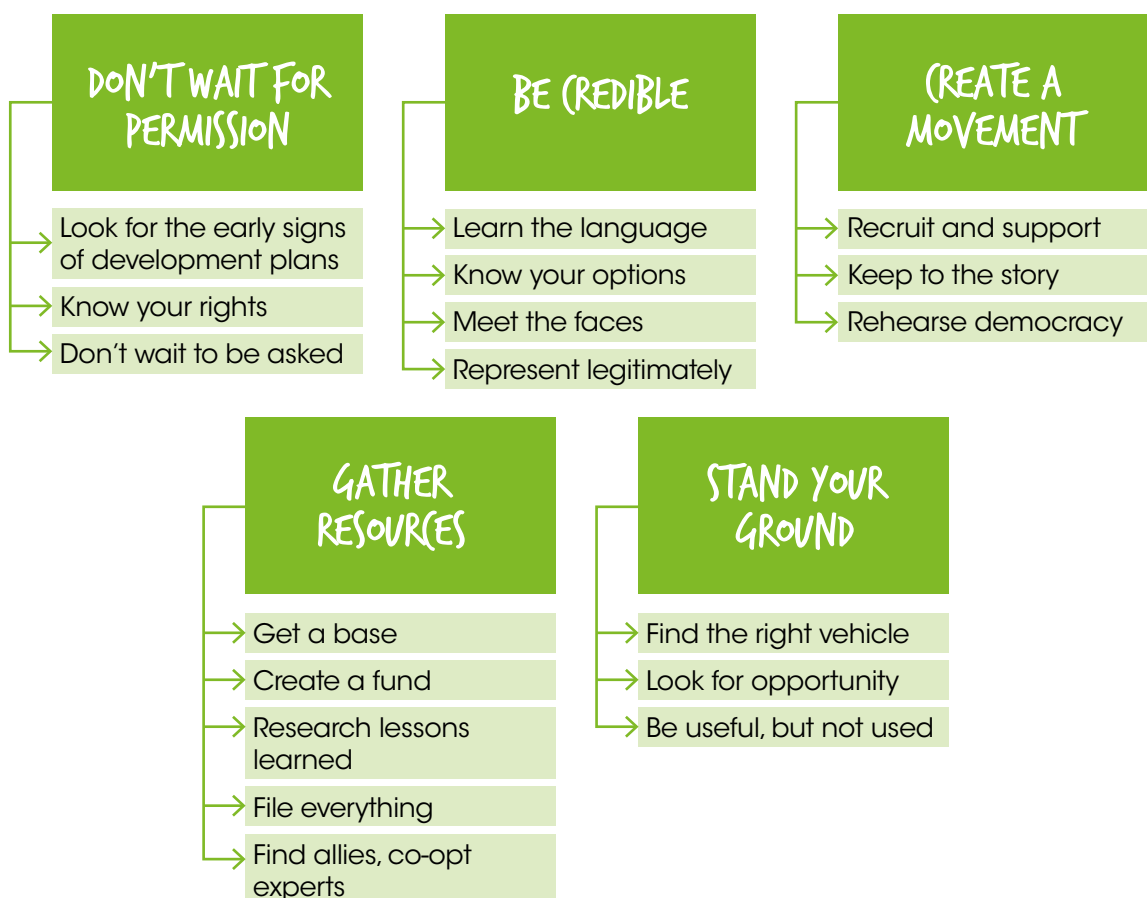 DON'T WAIT FOR
PERMISSION
Look for the early signs
of development plans
Know your rights
Don't wait to be asked
BE CREDIBLE
Learn the language
Know your options
Meet the faces
Represent legitimately
CREATE A
MOVEMENT
Recruit and support
Keep to the story
Rehearse democracy
GATHER
RESOURCES
Get a base
Create a fund
Research lessons
learned
File everything
Find allies, co-opt
experts
STAND YOUR
GROUND
Find the right vehicle
Look for opportunity
Be useful, but not used